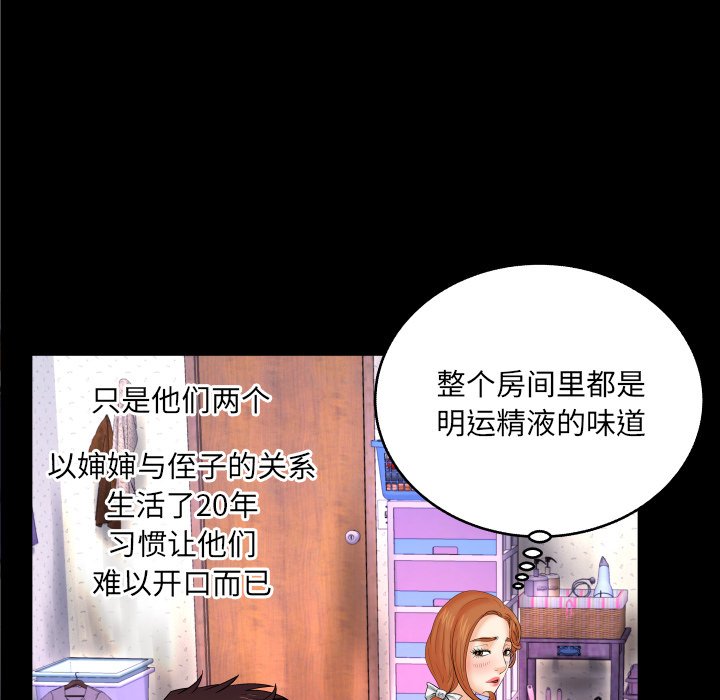 整个房间里都是
明运精液的味道
只是他们两个
以婶婶与侄子的关系
生活了20年
习惯让他们
难以开口而已